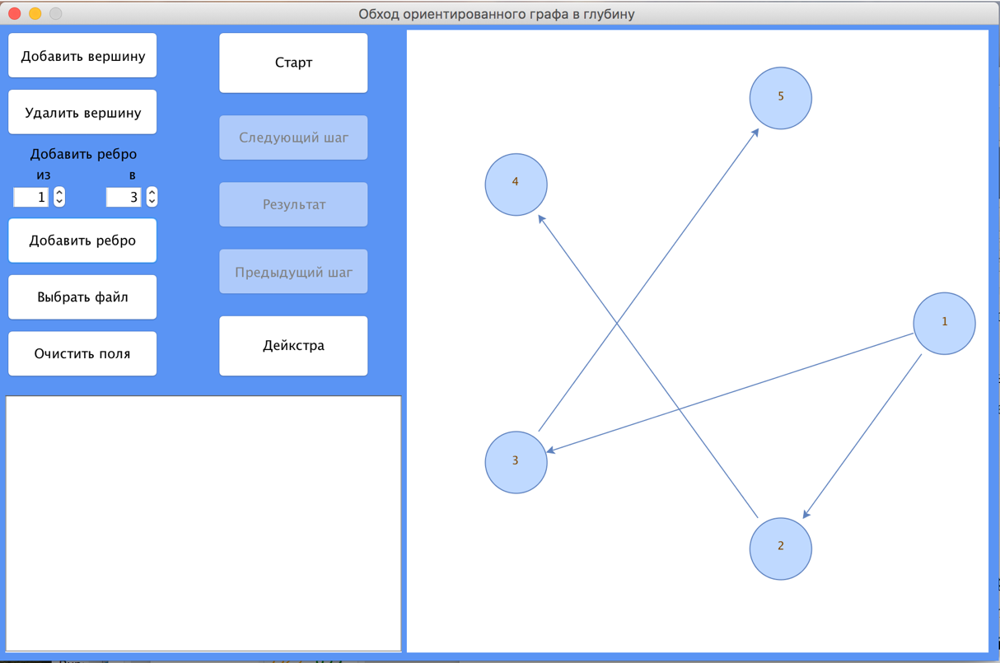 Обход ориентированного графа в глубину
Добавить вершину
Удалить вершину
Добавить ребро
из в
1 3
Добавить ребро
Выбрать файл
Очистить поля
Старт
Следующий шаг
Результат
Предыдущий шаг
Дейкстра
5
4
1
3
2